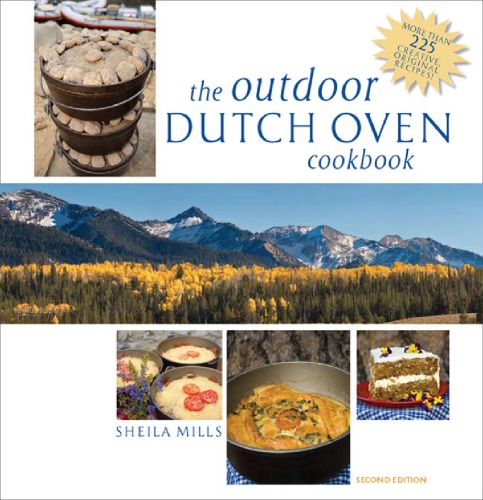 MORE THAN
225
CREATIVE,
ORIGINAL
RECIPES!
the outdoor
DUTCH OVEN
cookbook
SHEILA MILLS
SECOND EDITION